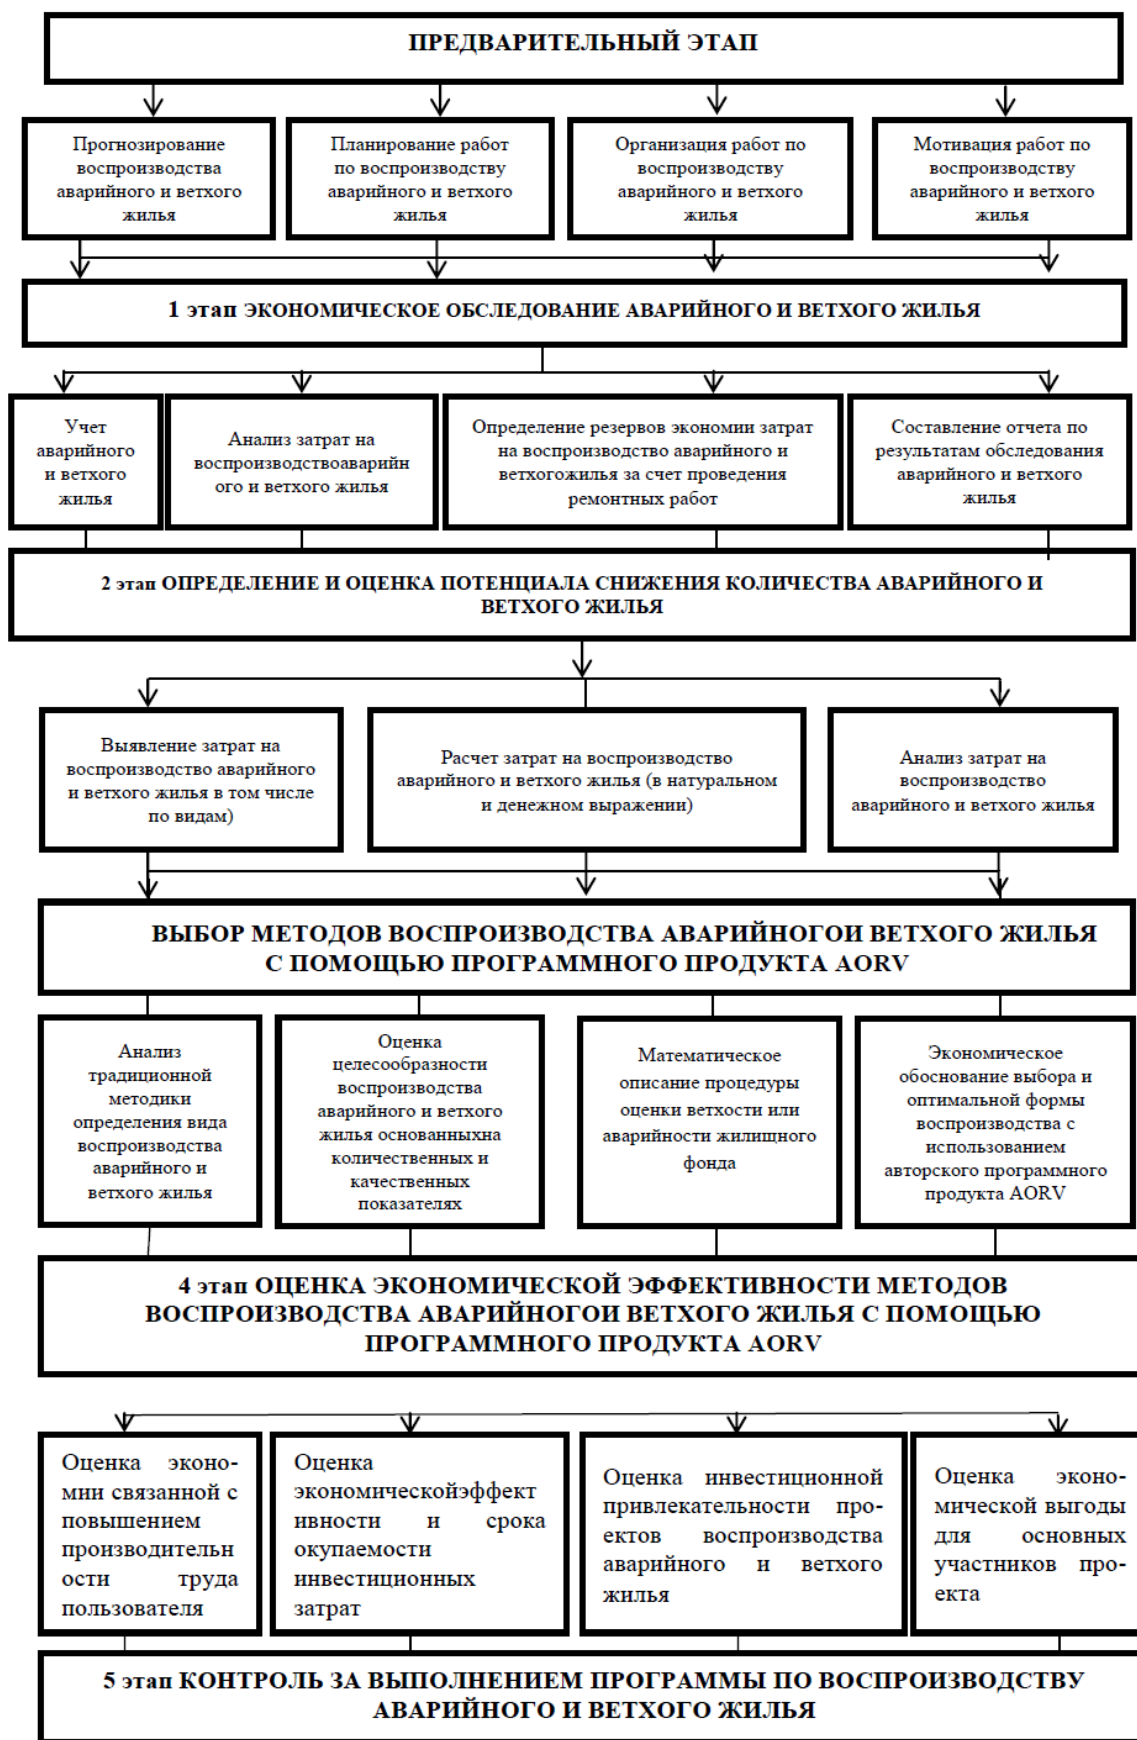 ПРЕДВАРИТЕЛЬНЫЙ ЭТАП
Прогнозирование
воспроизводства
аварийного и ветхого
жилья
Планирование работ
по воспроизводству
аварийного и ветхого
жилья
Организация работ по
воспроизводству
аварийного и ветхого
жилья
Мотивация работ по
воспроизводству
аварийного и ветхого
жилья
1 этап ЭКОНОМИЧЕСКОЕ ОБСЛЕДОВАНИЕ АВАРИЙНОГО И ВЕТХОГО ЖИЛЬЯ
Учет
аварийного
и ветхого
жилья
Анализ затрат на
воспроизводствоаварийн
ого и ветхого жилья
Определение резервов экономии затрат
на воспроизводство аварийного и
ветхогожилья за счет проведения
ремонтных работ
Составление отчета по
результатам обследования
аварийного и ветхого
жилья
2 этап ОПРЕДЕЛЕНИЕ И ОЦЕНКА ПОТЕНЦИАЛА СНИЖЕНИЯ КОЛИЧЕСТВА АВАРИЙНОГО И
ВЕТХОГО ЖИЛЬЯ
Выявление затрат на
воспроизводство аварийного
и ветхого жилья в том числе
по видам)
Расчет затрат на воспроизводство
аварийного и ветхого жилья (в натуральном
и денежном выражении)
Анализ затрат на
воспроизводство
аварийного и ветхого жилья
ВЫБОР МЕТОДОВ ВОСПРОИЗВОДСТВА АВАРИЙНОГОИ ВЕТХОГО ЖИЛЬЯ
С ПОМОЩЬЮ ПРОГРАММНОГО ПРОДУКТА AORV
Анализ
традиционной
методики
определения вида
воспроизводства
аварийного и
ветхого жилья
Оценка
целесообразности
воспроизводства
аварийного и ветхого
жилья основанныхна
количественных и
качественных
показателях
Математическое
описание процедуры
оценки ветхости или
аварийности жилищного
фонда
Экономическое
обоснование выбора и
оптимальной формы
воспроизводства с
использованием
авторского программного
продукта AORV
4 этап ОЦЕНКА ЭКОНОМИЧЕСКОЙ ЭФФЕКТИВНОСТИ МЕТОДОВ
ВОСПРОИЗВОДСТВА АВАРИЙНОГОИ ВЕТХОГО ЖИЛЬЯ С ПОМОЩЬЮ
ПРОГРАММНОГО ПРОДУКТА AORV
Оценка эконо-
мии связанной с
повышением
производительн
ости труда
пользователя
Оценка
экономическойэффект
ивности и срока
окупаемости
инвестиционных
затрат
Оценка инвестиционной
привлекательности про-
ектов воспроизводства
аварийного и ветхого
жилья
Оценка эконо-
мической выгоды
для основных
участников про-
екта
5 этап КОНТРОЛЬ ЗА ВЫПОЛНЕНИЕМ ПРОГРАММЫ ПО ВОСПРОИЗВОДСТВУ
АВАРИЙНОГО И ВЕТХОГО ЖИЛЬЯ